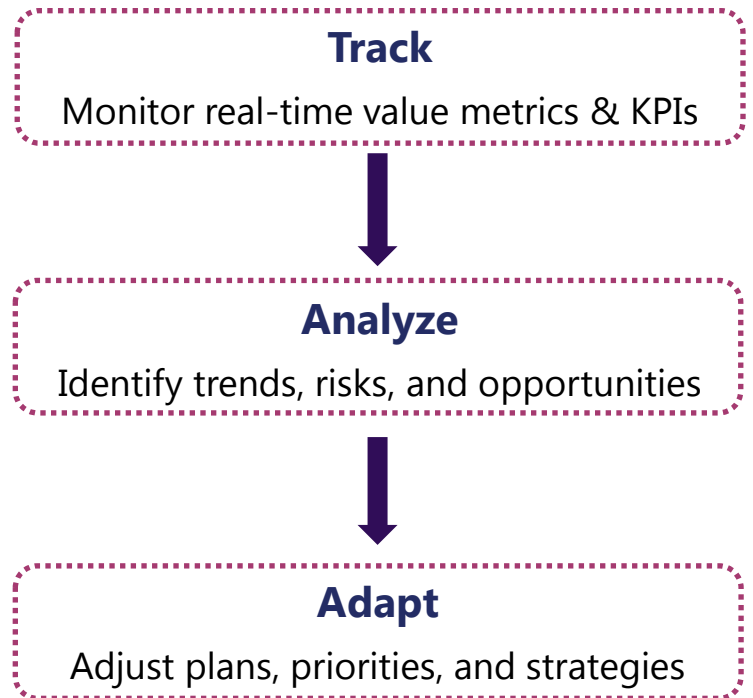 Track
Monitor real-time value metrics & KPIs
Analyze
Identify trends, risks, and opportunities
Adapt
Adjust plans, priorities, and strategies